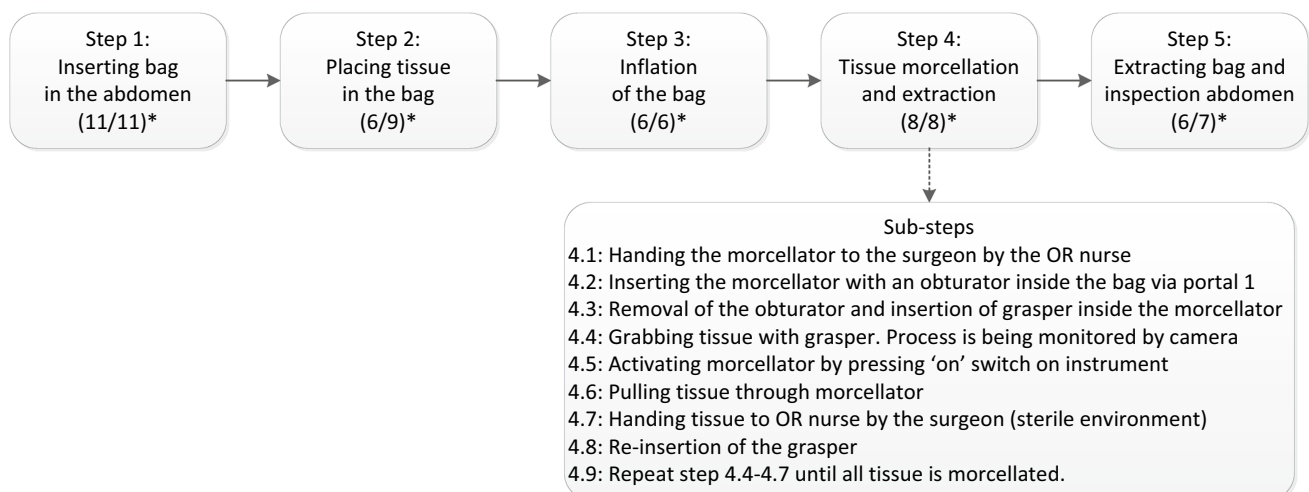 Step 1:
Inserting bag
in the abdomen
(11/11)*
Step 2:
Placing tissue
in the bag
(6/9)*
Step 3:
Inflation
of the bag
(6/6)*
Step 4:
Tissue morcellation
and extraction
(8/8)*
Step 5:
Extracting bag and
inspection abdomen
(6/7)*
Sub-steps
4.1: Handing the morcellator to the surgeon by the OR nurse
4.2: Inserting the morcellator with an obturator inside the bag via portal 1
4.3: Removal of the obturator and insertion of grasper inside the morcellator
4.4: Grabbing tissue with grasper. Process is being monitored by camera
4.5: Activating morcellator by pressing ‘on’ switch on instrument
4.6: Pulling tissue through morcellator
4.7: Handing tissue to OR nurse by the surgeon (sterile environment)
4.8: Re-insertion of the grasper
4.9: Repeat step 4.4-4.7 until all tissue is morcellated.